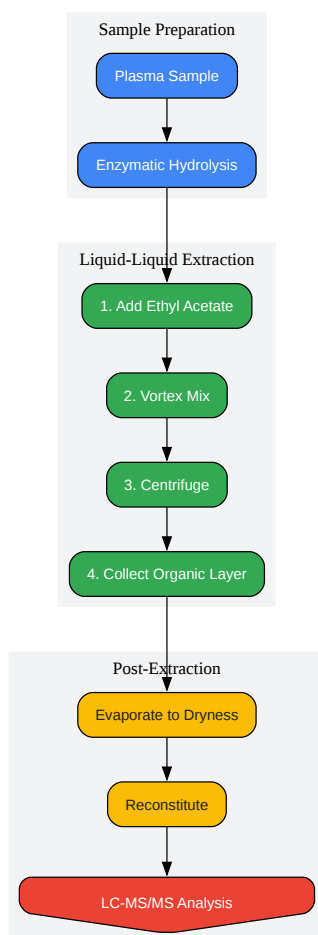 Sample Preparation
Plasma Sample
Enzymatic Hydrolysis
Liquid-Liquid Extraction
1. Add Ethyl Acetate
2. Vortex Mix
3. Centrifuge
4. Collect Organic Layer
Post-Extraction
Evaporate to Dryness
Reconstitute
LC-MS/MS Analysis